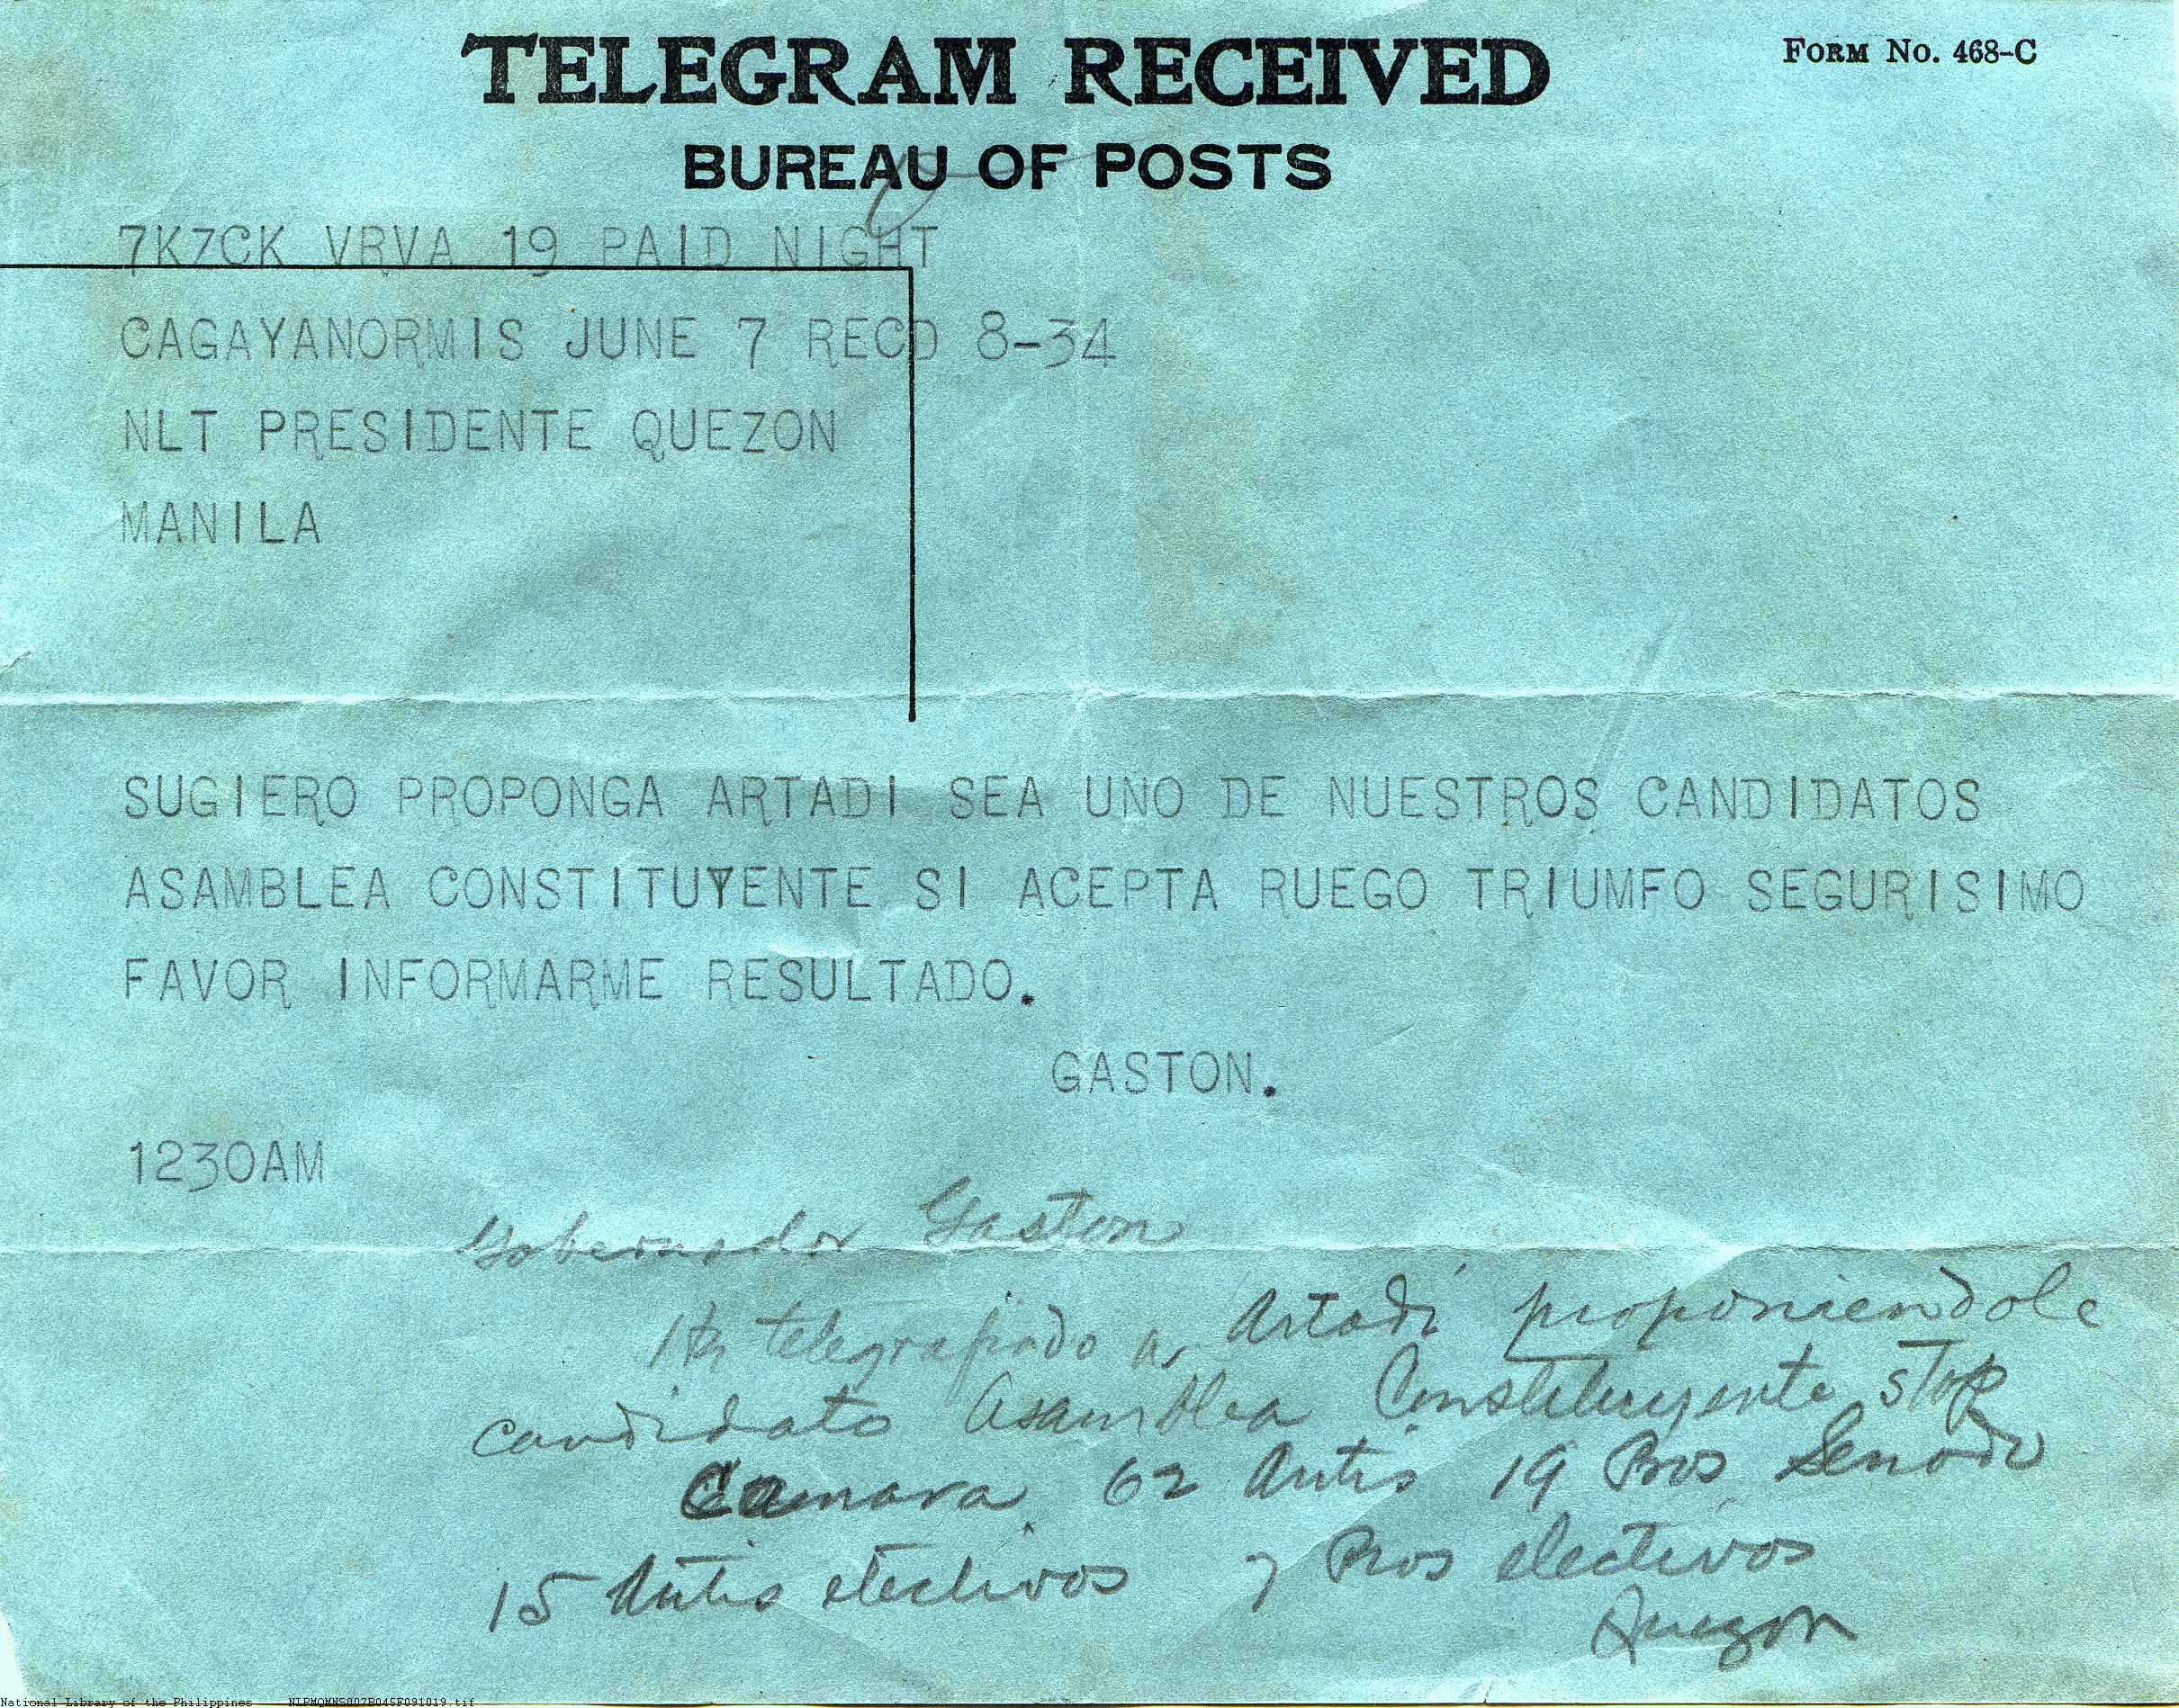 TELEGRAM RECEIVED
FORM NO. 468-C
BUREAU OF POSTS
7K7CK VRVA 19 PAID NIGHT
CAGAYANORMIS JUNE 7 RECD 8-34
NLT PRESIDENTE QUEZON
MANILA
SUGIERO PROPONGA ARTADI SEA UNO DE NUESTROS CANDIDATOS
ASAMBLEA CONSTITUYENTE SI ACEPTA RUEGO TRIUMFO SEGURISIMO
FAVOR INFORMARME RESULTADO.
GASTON.
1230AM
Gobernador Gaston
He telegrafiado a Artadi proponiendole
candidato Asamblea Constituyente stop
Camara 62 Antis 19 Pros Senado
15 Antis electivos 7 Pros electivos
Quezon
National Library of the Philippines NLPMQMNS007B045F091019.tif